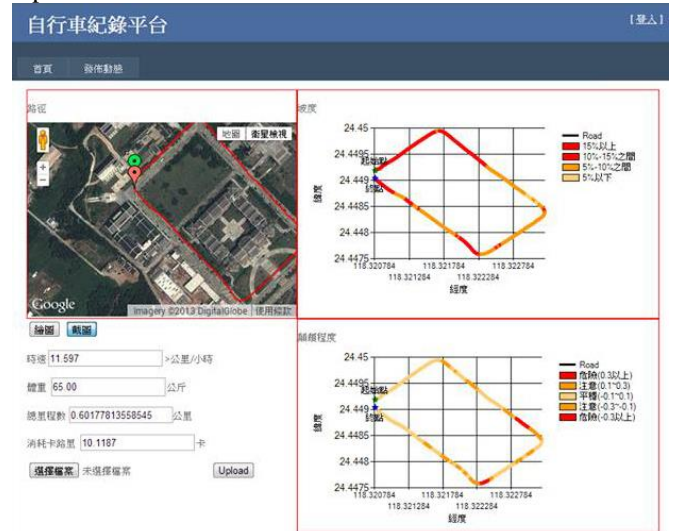 自行車紀錄平台
[登入]
首頁 發佈動態
路徑
地圖 衛星檢視
+
-
Google
Imagery ©2013 DigitalGlobe 使用條款
繪圖 截圖
時速 11.597 >公里/小時
體重 65.00 公斤
總里程數 0.60177813558545 公里
消耗卡路里 10.1187 卡
選擇檔案 未選擇檔案 Upload
坡度
24.45
24.4495
24.449
24.4485
24.448
24.4475
緯度
起始點
終點
118.320784 118.321784 118.322784
118.321284 118.322284
經度
Road
15%以上
10%-15%之間
5%-10%之間
5%以下
顛頗程度
24.45
24.4495
24.449
24.4485
24.448
24.4475
緯度
起始點
終點
118.320784 118.321784 118.322784
118.321284 118.322284
經度
Road
危險(0.3以上)
注意(0.1~0.3)
平穩(-0.1~0.1)
注意(-0.3~-0.1)
危險(-0.3以上)